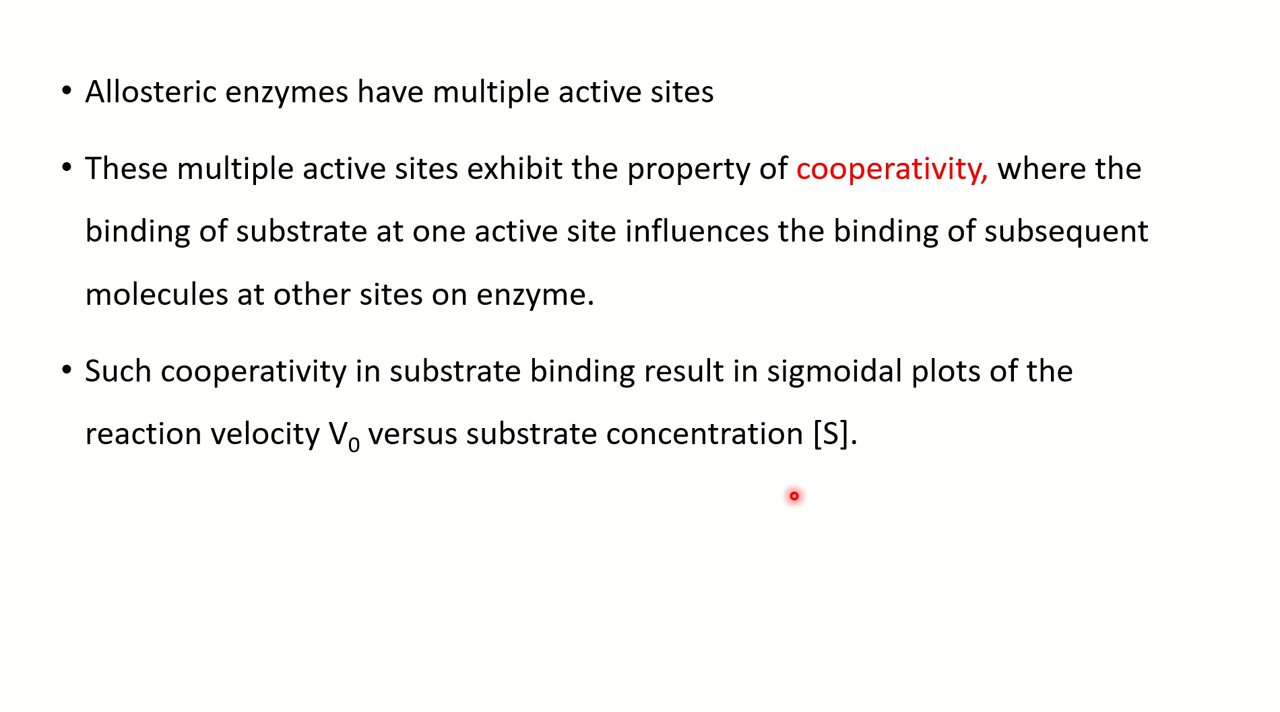 • Allosteric enzymes have multiple active sites
• These multiple active sites exhibit the property of cooperativity, where the
binding of substrate at one active site influences the binding of subsequent
molecules at other sites on enzyme.
• Such cooperativity in substrate binding result in sigmoidal plots of the
reaction velocity V₀ versus substrate concentration [S].